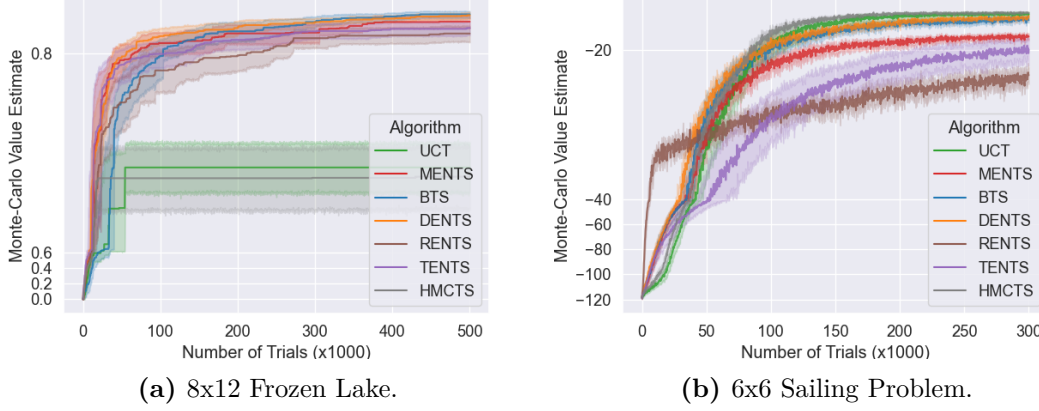 Monte-Carlo Value Estimate
0.8
0.6
0.4
0.2
0.0
Algorithm
UCT
MENTS
BTS
DENTS
RENTS
TENTS
HMCTS
0 100 200 300 400 500
Number of Trials (x1000)
(a) 8x12 Frozen Lake.
Monte-Carlo Value Estimate
−20
−40
−60
−80
−100
−120
Algorithm
UCT
MENTS
BTS
DENTS
RENTS
TENTS
HMCTS
0 50 100 150 200 250 300
Number of Trials (x1000)
(b) 6x6 Sailing Problem.